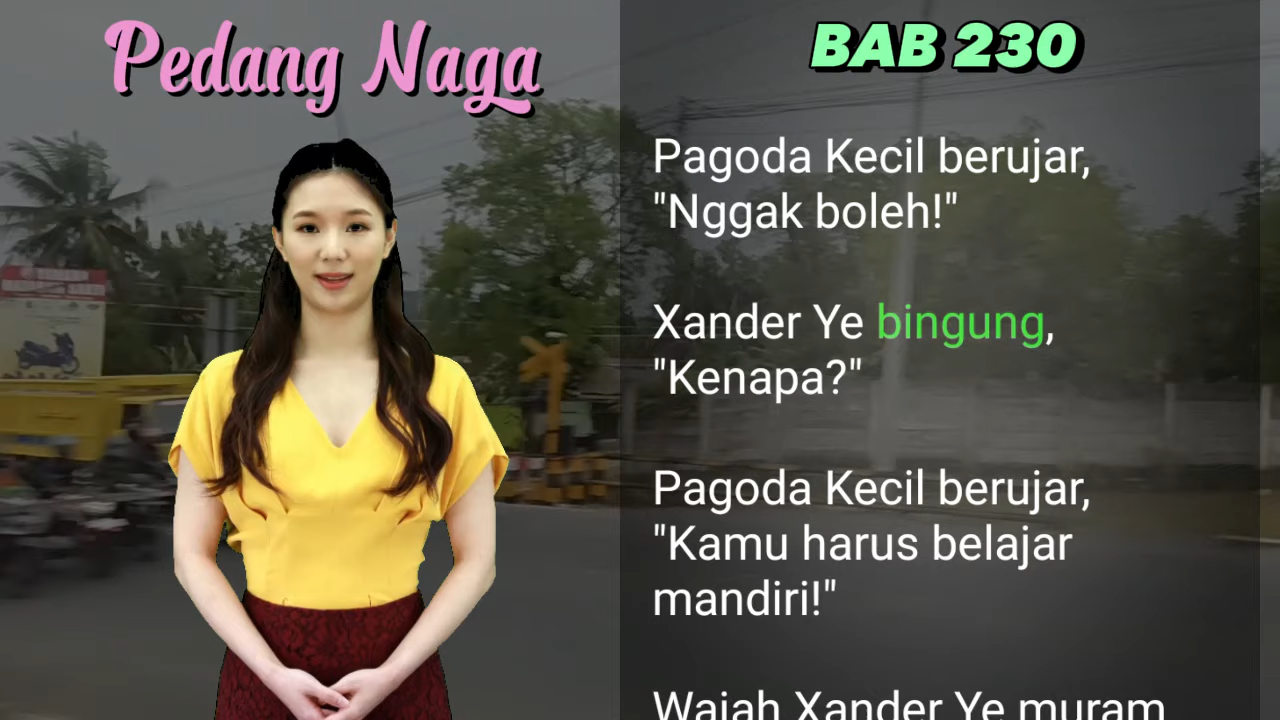 Pedang Naga
BAB 230
Pagoda Kecil berujar,
"Nggak boleh!"
Xander Ye bingung,
"Kenapa?"
Pagoda Kecil berujar,
"Kamu harus belajar
mandiri!"
Wajah Xander Ye muram